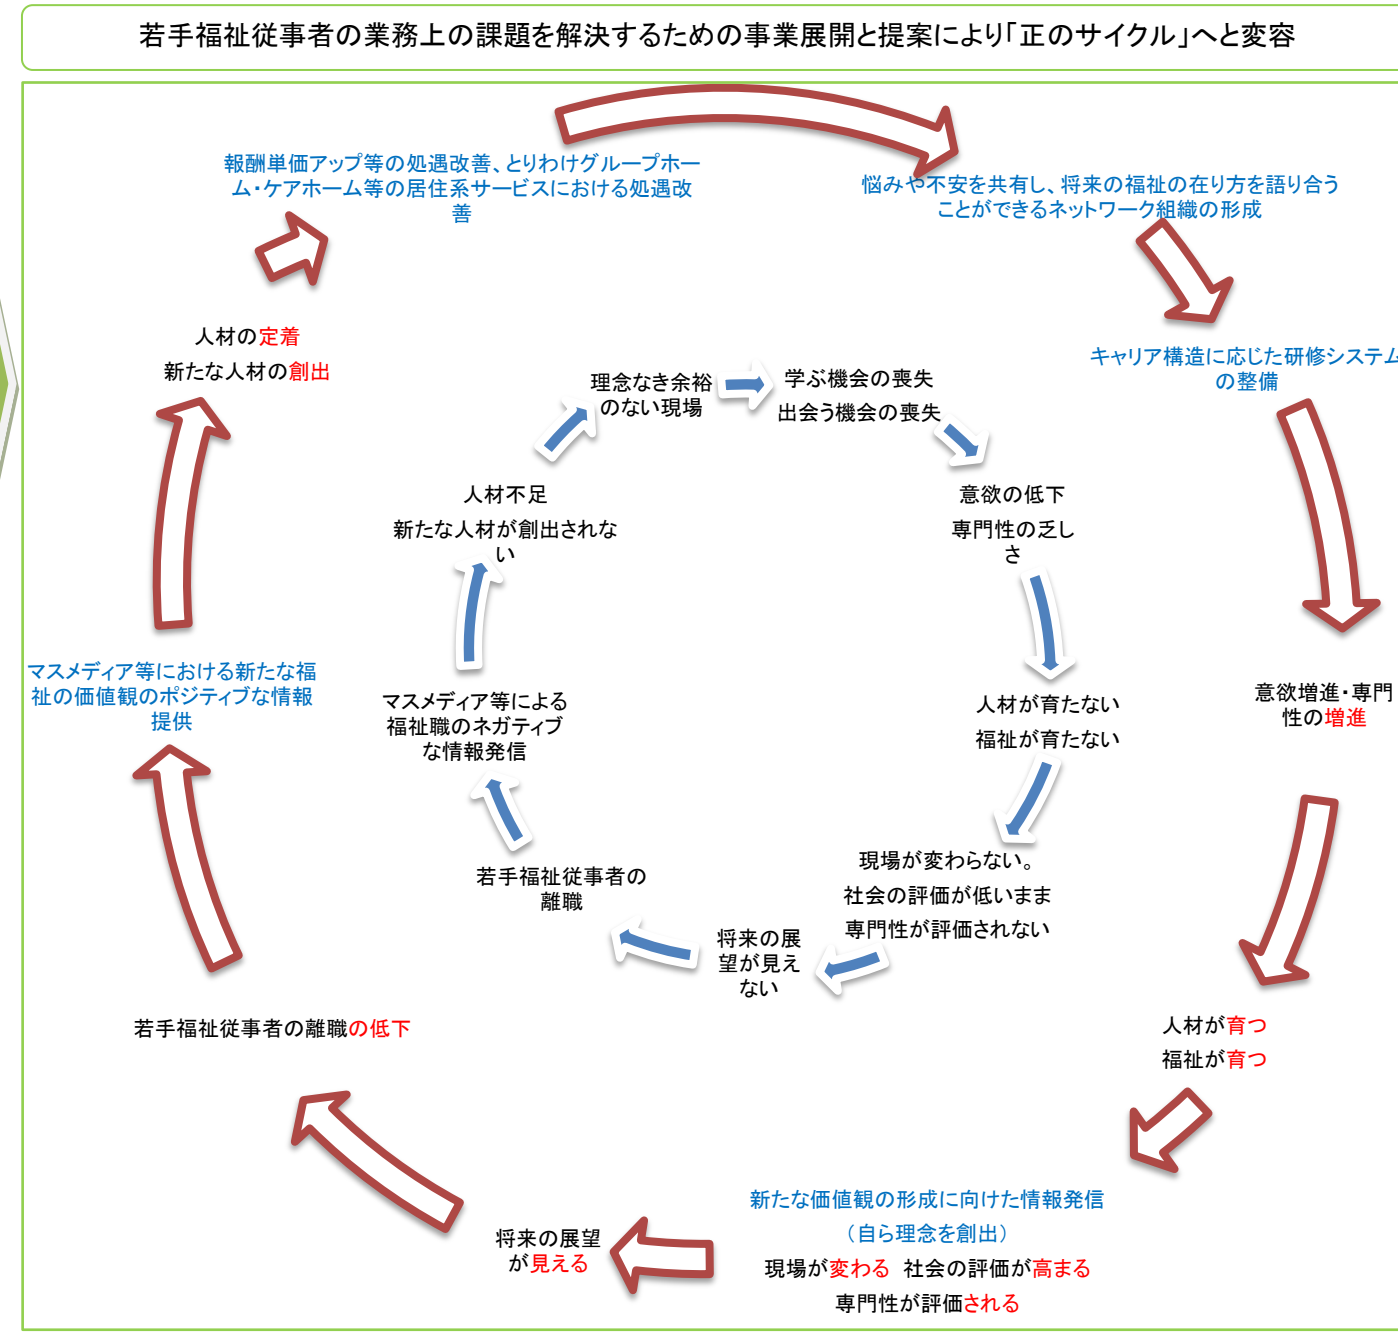 若手福祉従事者の業務上の課題を解決するための事業展開と提案により「正のサイクル」へと変容
報酬単価アップ等の処遇改善、とりわけグループホー
ム・ケアホーム等の居住系サービスにおける処遇改
善
悩みや不安を共有し、将来の福祉の在り方を語り合う
ことができるネットワーク組織の形成
キャリア構造に応じた研修システム
の整備
意欲増進・専門
性の増進
人材が育つ
福祉が育つ
新たな価値観の形成に向けた情報発信
（自ら理念を創出）
現場が変わる 社会の評価が高まる
専門性が評価される
将来の展望
が見える
若手福祉従事者の離職の低下
マスメディア等における新たな福
祉の価値観のポジティブな情報
提供
人材の定着
新たな人材の創出
理念なき余裕
のない現場
学ぶ機会の喪失
出会う機会の喪失
意欲の低下
専門性の乏し
さ
人材が育たない
福祉が育たない
現場が変わらない。
社会の評価が低いまま
専門性が評価されない
将来の展
望が見え
ない
若手福祉従事者の
離職
マスメディア等による
福祉職のネガティブ
な情報発信
人材不足
新たな人材が創出されな
い